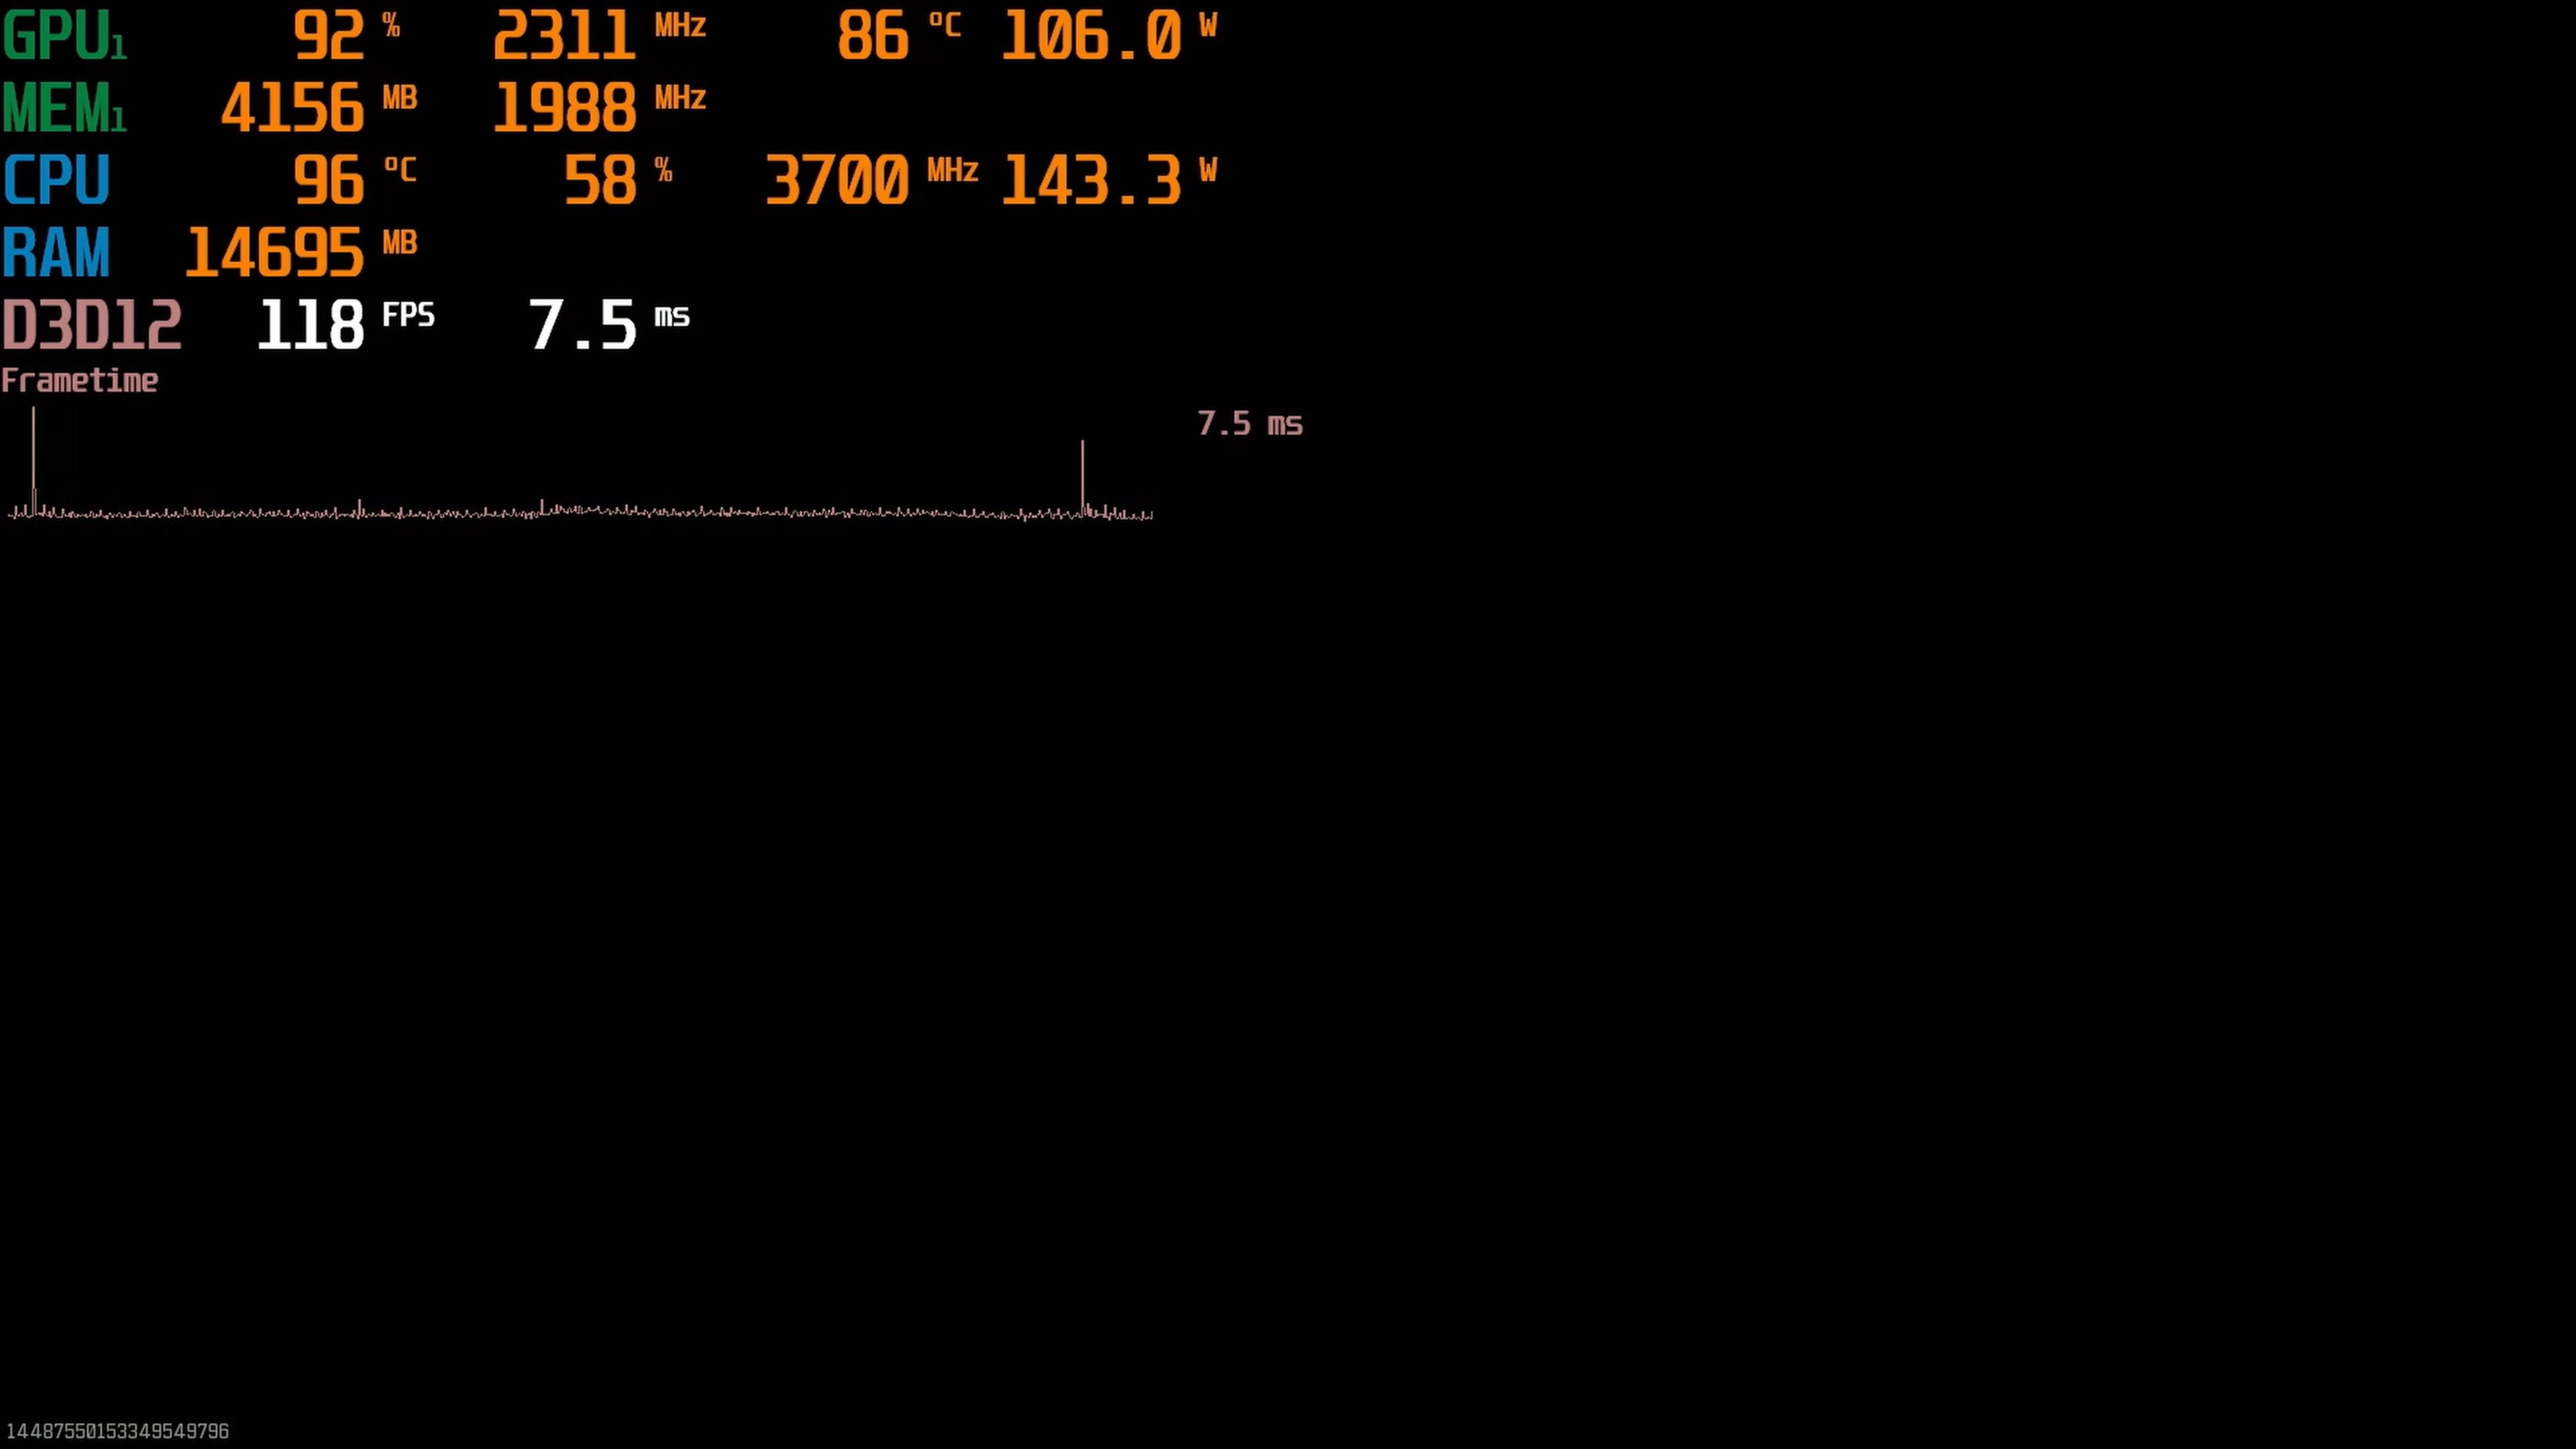 GPU1 92 % 2311 MHz 86 °C 106.0 W
MEM1 4156 MB 1988 MHz
CPU 96 °C 58 % 3700 MHz 143.3 W
RAM 14695 MB
D3D12 118 FPS 7.5 ms
Frametime
7.5 ms
14487550153349549796